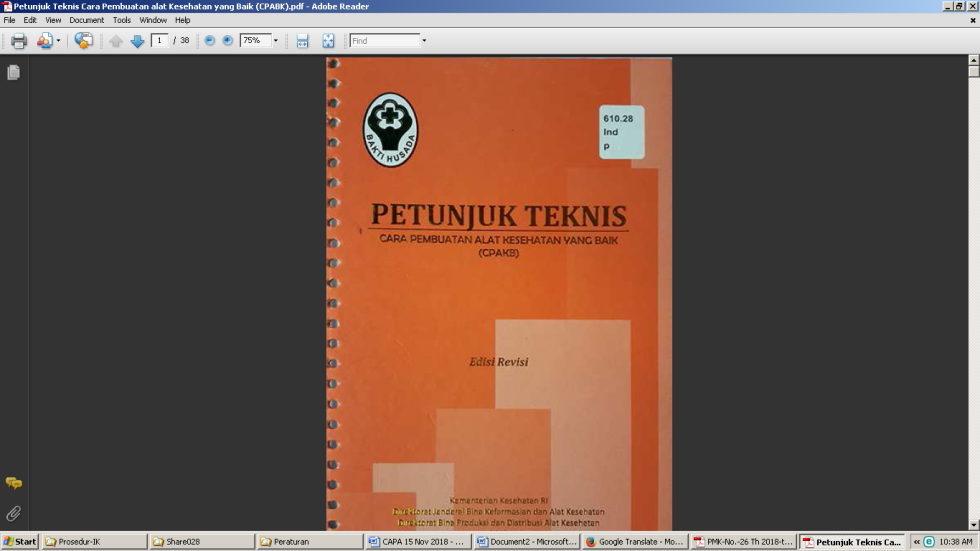 Petunjuk Teknis Cara Pembuatan alat Kesehatan yang Baik (CPABK).pdf - Adobe Reader
File Edit View Document Tools Window Help
1 / 38 75% Find
BAKTI HUSADA
610.28
Ind
p
PETUNJUK TEKNIS
CARA PEMBUATAN ALAT KESEHATAN YANG BAIK
(CPAKB)
Edisi Revisi
Kementerian Kesehatan RI
Direktorat Jenderal Bina Kefarmasian dan Alat Kesehatan
Direktorat Bina Produksi dan Distribusi Alat Kesehatan
Start Prosedur-IK Share028 Peraturan CAPA 15 Nov 2018 - ... Document2 - Microsoft... Google Translate - Mo... PMK-No.-26 Th 2018-t... Petunjuk Teknis Ca... « 10:38 AM